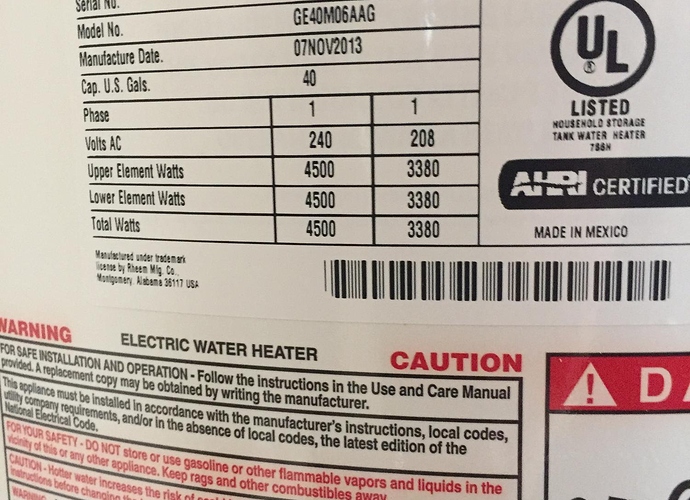 Serial No.
Model No. GE40M06AAG
Manufacture Date. 07NOV2013
Cap. U.S. Gals. 40
Phase 1 1
Volts AC 240 208
Upper Element Watts 4500 3380
Lower Element Watts 4500 3380
Total Watts 4500 3380
Manufactured under trademark
license by Rheem Mfg. Co.
Montgomery, Alabama 36117 USA
UL
®
LISTED
HOUSEHOLD STORAGE
TANK WATER HEATER
788H
AHRI CERTIFIED
MADE IN MEXICO
WARNING ELECTRIC WATER HEATER CAUTION
FOR SAFE INSTALLATION AND OPERATION - Follow the instructions in the Use and Care Manual
provided. A replacement copy may be obtained by writing the manufacturer.
This appliance must be installed in accordance with the manufacturer's instructions, local codes,
utility company requirements, and/or in the absence of local codes, the latest edition of the
National Electrical Code.
FOR YOUR SAFETY - DO NOT store or use gasoline or other flammable vapors and liquids in the
vicinity of this or any other appliance. Keep rags and other combustibles away.
CAUTION - Hotter water increases the risk of
instructions before changing
WARNING
DA